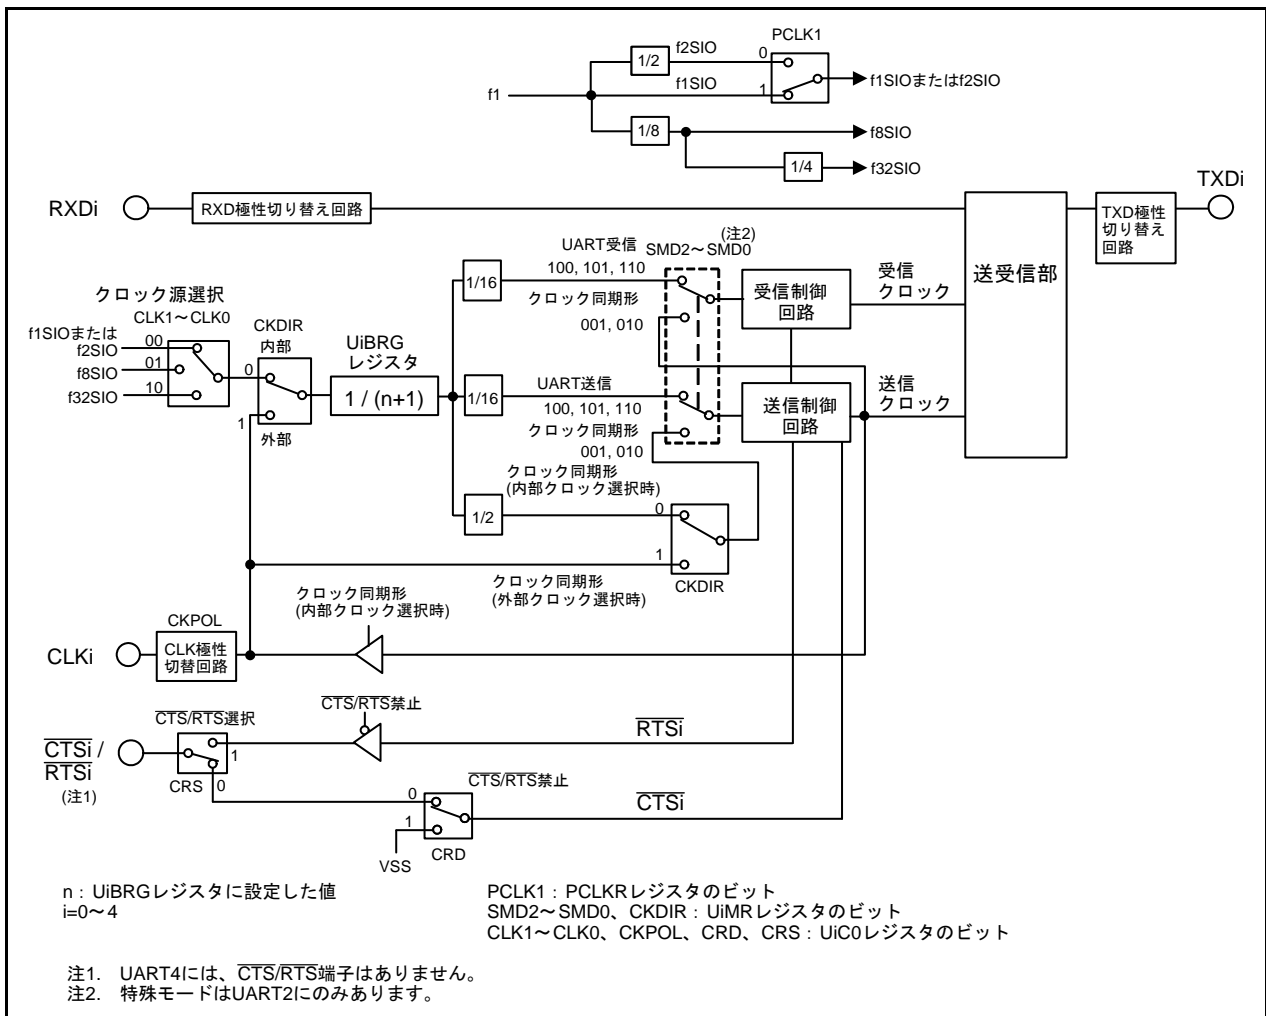 PCLK1
f2SIO
0
1/2
f1SIO
f1
1
f1SIOまたはf2SIO
1/8
f8SIO
1/4
f32SIO
RXDi
RXD極性切り替え回路
TXDi
TXD極性
切り替え
回路
送受信部
(注2)
UART受信
SMD2～SMD0
1/16
100, 101, 110
クロック同期形
001, 010
受信制御
回路
受信
クロック
クロック源選択
CLK1～CLK0
f1SIOまたは
f2SIO
00
f8SIO
01
f32SIO
10
CKDIR
内部
0
1
外部
UiBRG
レジスタ
1 / (n+1)
1/16
UART送信
100, 101, 110
クロック同期形
001, 010
送信制御
回路
送信
クロック
クロック同期形
(内部クロック選択時)
1/2
0
1
CKDIR
クロック同期形
(外部クロック選択時)
クロック同期形
(内部クロック選択時)
CKPOL
CLKi
CLK極性
切替回路
CTS/RTS選択
CTS/RTS禁止
RTSi
CTSi /
RTSi
(注1)
1
CRS
0
CTS/RTS禁止
0
1
CTSi
VSS
CRD
n : UiBRGレジスタに設定した値
i=0～4
PCLK1 : PCLKRレジスタのビット
SMD2～SMD0、CKDIR : UiMRレジスタのビット
CLK1～CLK0、CKPOL、CRD、CRS : UiC0レジスタのビット
注1. UART4には、CTS/RTS端子はありません。
注2. 特殊モードはUART2にのみあります。